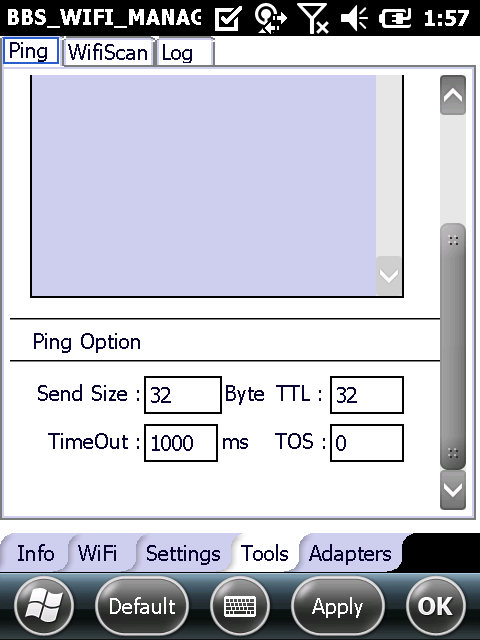 BBS_WIFI_MANAG 1:57
Ping WifiScan Log
Ping Option
Send Size : 32 Byte TTL : 32
TimeOut : 1000 ms TOS : 0
Info WiFi Settings Tools Adapters
Default Apply OK